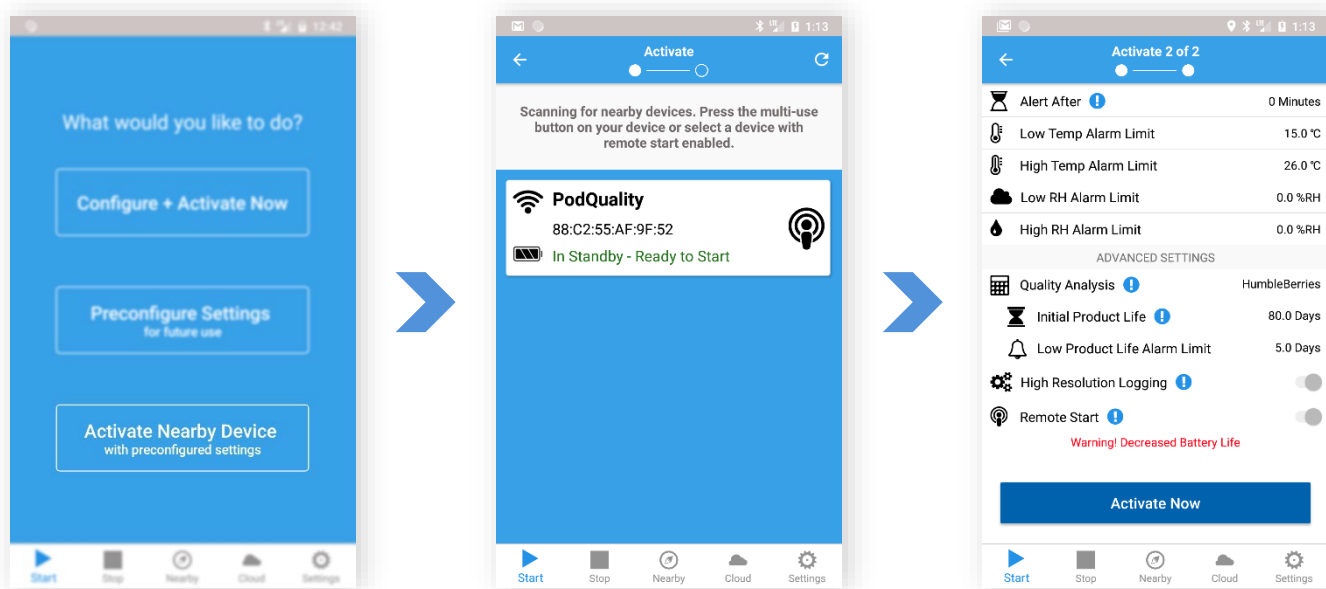 12:42
What would you like to do?
Configure + Activate Now
Preconfigure Settings
for future use
Activate Nearby Device
with preconfigured settings
Start
Stop
Nearby
Cloud
Settings
LTE 1:13
Activate
Scanning for nearby devices. Press the multi-use
button on your device or select a device with
remote start enabled.
PodQuality
88:C2:55:AF:9F:52
In Standby - Ready to Start
Start
Stop
Nearby
Cloud
Settings
LTE 1:13
Activate 2 of 2
Alert After 0 Minutes
Low Temp Alarm Limit 15.0 °C
High Temp Alarm Limit 26.0 °C
Low RH Alarm Limit 0.0 %RH
High RH Alarm Limit 0.0 %RH
ADVANCED SETTINGS
Quality Analysis HumbleBerries
Initial Product Life 80.0 Days
Low Product Life Alarm Limit 5.0 Days
High Resolution Logging
Remote Start
Warning! Decreased Battery Life
Activate Now
Start
Stop
Nearby
Cloud
Settings